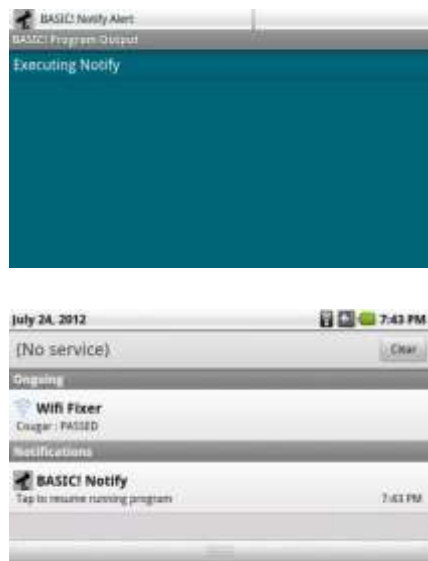 BASIC! Notify Alert
BASIC! Program Output
Executing Notify
July 24, 2012 7:43 PM
(No service) Clear
Ongoing
Wifi Fixer
Cougar : PASSED
Notifications
BASIC! Notify
Tap to resume running program 7:43 PM